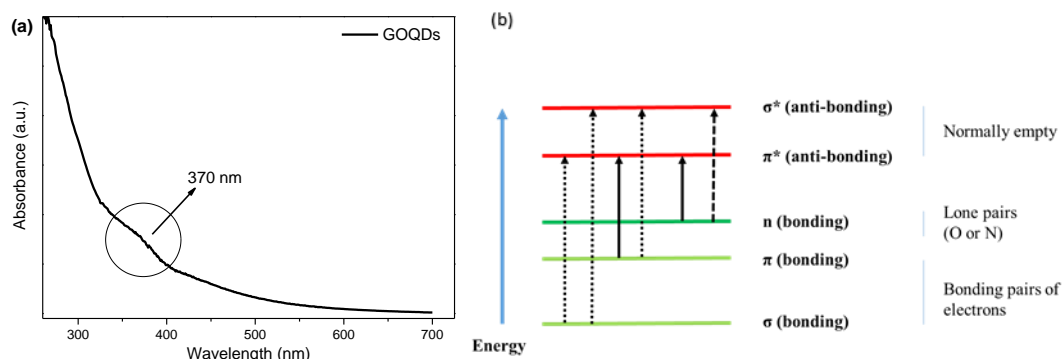 (a)
GOQDs
370 nm
Absorbance (a.u.)
300 400 500 600 700
Wavelength (nm)
(b)
σ* (anti-bonding)
Normally empty
π* (anti-bonding)
n (bonding)
Lone pairs
(O or N)
π (bonding)
Bonding pairs of
electrons
σ (bonding)
Energy